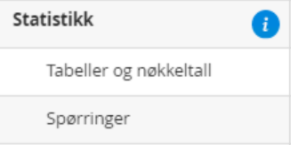 Statistikk i
Tabeller og nøkkeltall
Spørringer